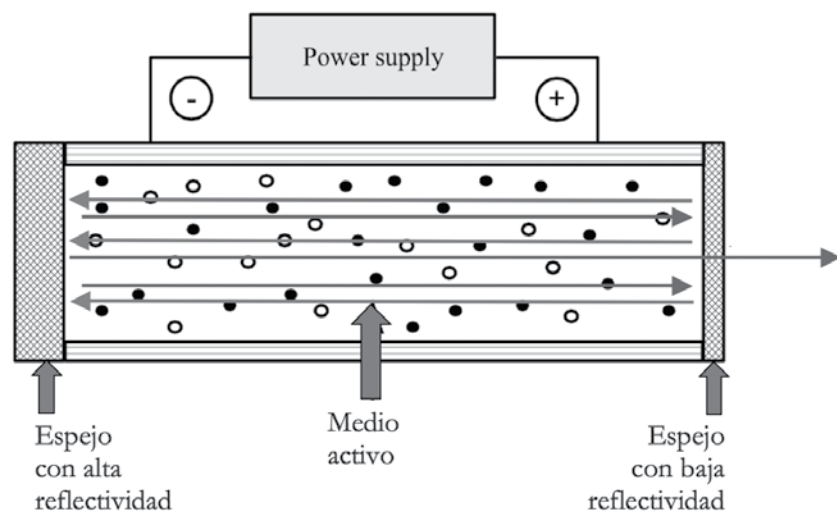 Power supply
-
+
Espejo
con alta
reflectividad
Medio
activo
Espejo
con baja
reflectividad